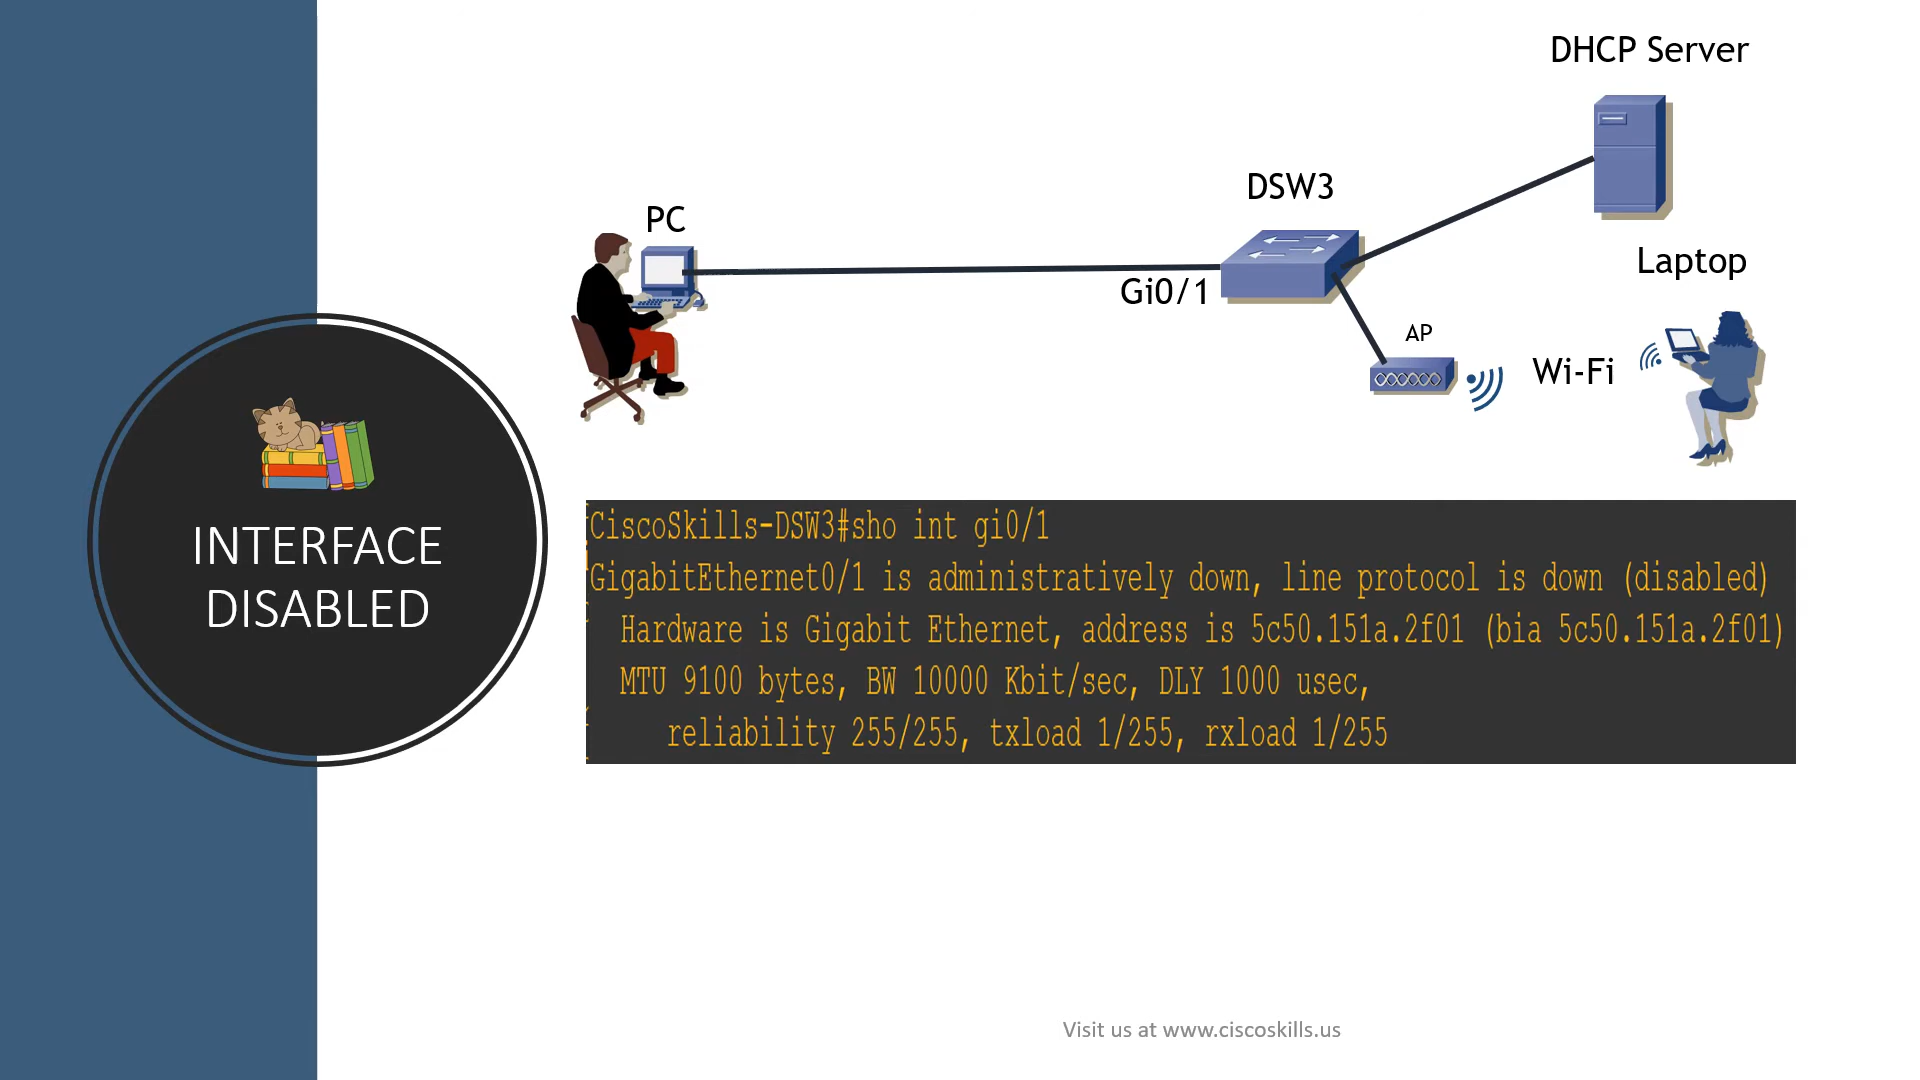 DHCP Server
DSW3
PC
Laptop
Gi0/1
AP
Wi-Fi
INTERFACE
DISABLED
CiscoSkills-DSW3#sho int gi0/1
GigabitEthernet0/1 is administratively down, line protocol is down (disabled)
Hardware is Gigabit Ethernet, address is 5c50.151a.2f01 (bia 5c50.151a.2f01)
MTU 9100 bytes, BW 10000 Kbit/sec, DLY 1000 usec,
reliability 255/255, txload 1/255, rxload 1/255
Visit us at www.ciscoskills.us